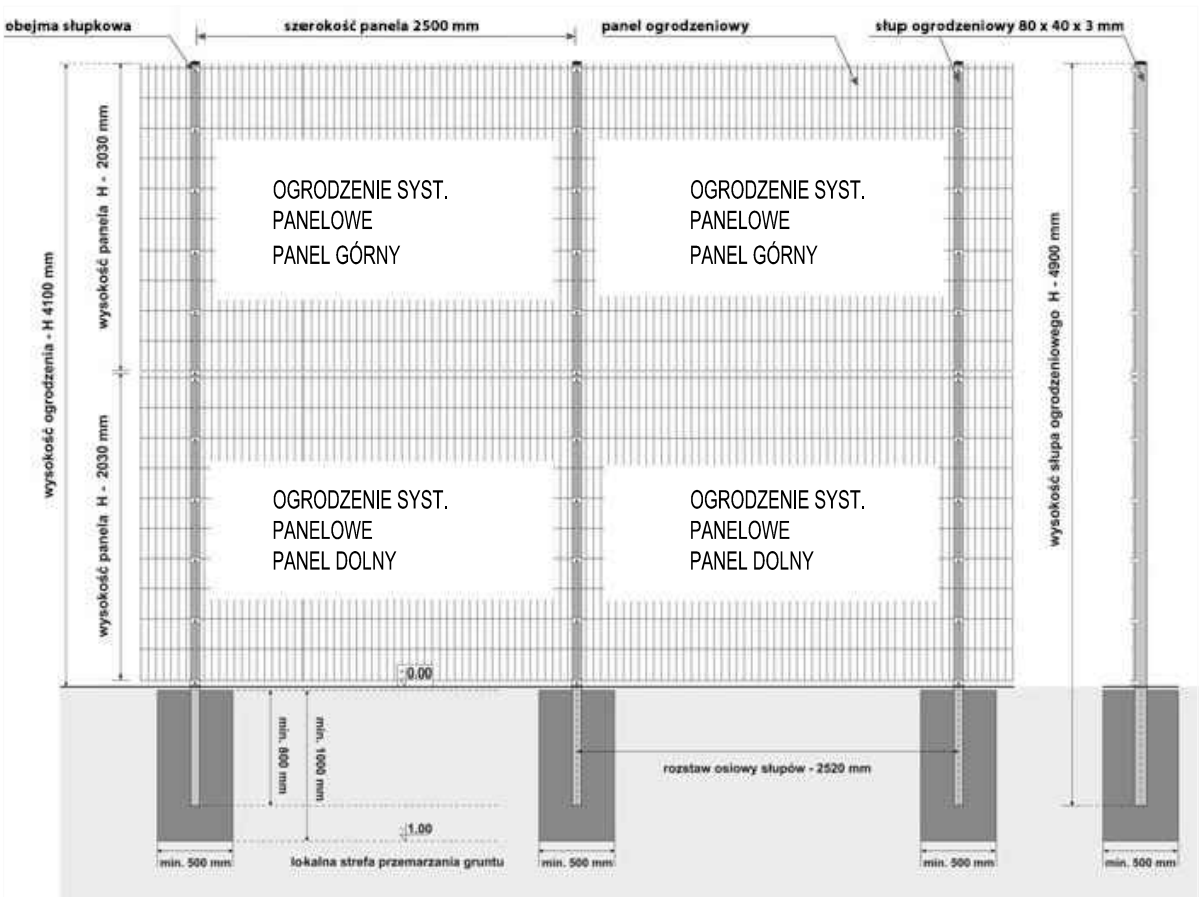 obejma słupkowa
szerokość panela 2500 mm
panel ogrodzeniowy
słup ogrodzeniowy 80 x 40 x 3 mm
wysokość ogrodzenia - H 4100 mm
wysokość panela H - 2030 mm
OGRODZENIE SYST.
PANELOWE
PANEL GÓRNY
OGRODZENIE SYST.
PANELOWE
PANEL GÓRNY
wysokość słupa ogrodzeniowego H - 4900 mm
wysokość panela H - 2030 mm
OGRODZENIE SYST.
PANELOWE
PANEL DOLNY
OGRODZENIE SYST.
PANELOWE
PANEL DOLNY
0.00
min. 800 mm
min. 1000 mm
rozstaw osiowy słupów - 2520 mm
1.00
lokalna strefa przemarzania gruntu
min. 500 mm
min. 500 mm
min. 500 mm
min. 500 mm